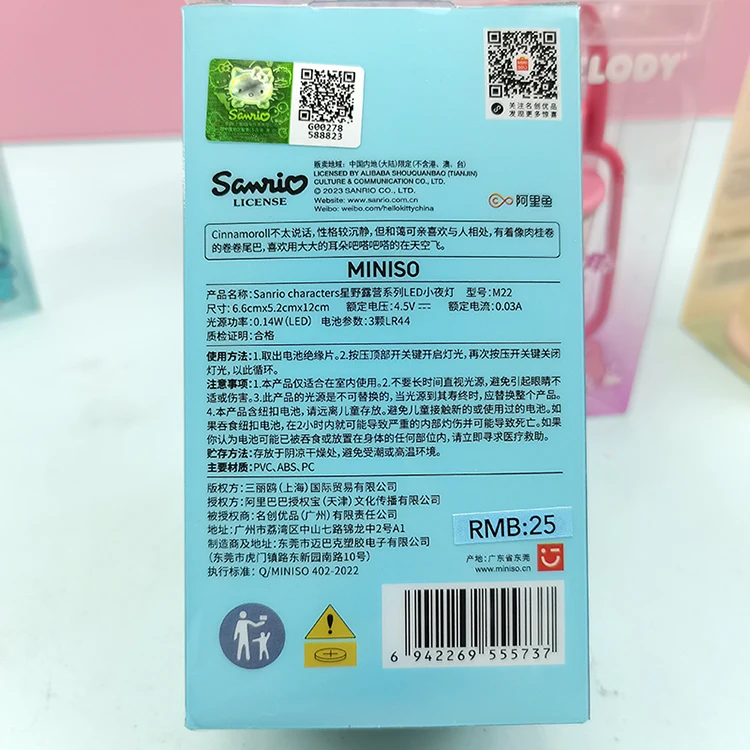 Sanrio
G00278
588823
关注名创优品
发现更多惊喜
LODY
Sanrio
LICENSE
贩卖地域:中国内地(大陆)限定(不含港、澳、台)
LICENSED BY ALIBABA SHOUQUANBAO (TIANJIN)
CULTURE & COMMUNICATION CO., LTD.
© 2023 SANRIO CO., LTD.
Website: www.sanrio.com.cn
Weibo: weibo.com/hellokittychina
阿里鱼
Cinnamoroll不太说话,性格较沉静,但和蔼可亲喜欢与人相处,有着像肉桂卷
的卷卷尾巴,喜欢用大大的耳朵吧嗒吧嗒的在天空飞。
MINISO
产品名称:Sanrio characters星野露营系列LED小夜灯 型号:M22
尺寸:6.6cmx5.2cmx12cm 额定电压:4.5V⎓ 额定电流:0.03A
光源功率:0.14W(LED) 电池参数:3颗LR44
质检证明:合格
使用方法:1.取出电池绝缘片。2.按压顶部开关键开启灯光,再次按压开关键关闭
灯光,以此循环。
注意事项:1.本产品仅适合在室内使用。2.不要长时间直视光源,避免引起眼睛不
适或伤害。3.此产品的光源是不可替换的,当光源到其寿终时,应替换整个产品。
4.本产品含纽扣电池,请远离儿童存放。避免儿童接触新的或使用过的电池。如
果吞食纽扣电池,在2小时内就可能导致严重的内部灼伤并可能导致死亡。如果
你认为电池可能已被吞食或放置在身体的任何部位内,请立即寻求医疗救助。
贮存方法:存放于阴凉干燥处,避免受潮或高温环境。
主要材质:PVC、ABS、PC
版权方:三丽鸥(上海)国际贸易有限公司
授权方:阿里巴巴授权宝(天津)文化传播有限公司
被授权商:名创优品(广州)有限责任公司
地址:广州市荔湾区中山七路锦龙中2号A1
制造商及地址:东莞市迈巴克塑胶电子有限公司
(东莞市虎门镇路东新园南路10号)
执行标准:Q/MINISO 402-2022
RMB:25
产地:广东省东莞
www.miniso.cn
6 942269 555737